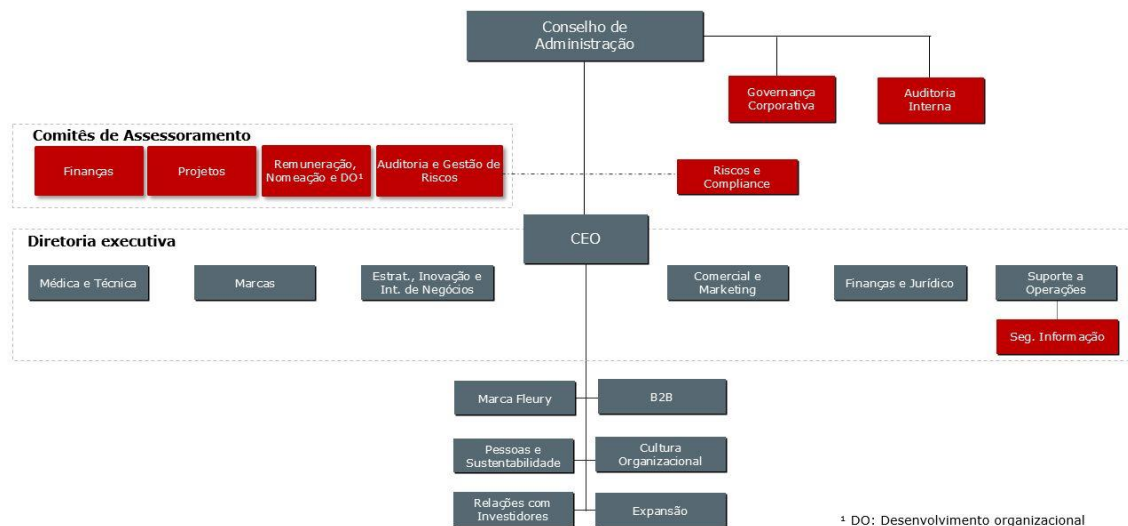 Conselho de
Administração
Governança
Corporativa
Auditoria
Interna
Comitês de Assessoramento
Finanças
Projetos
Remuneração,
Nomeação e DO¹
Auditoria e Gestão de
Riscos
Riscos e
Compliance
CEO
Diretoria executiva
Médica e Técnica
Marcas
Estrat., Inovação e
Int. de Negócios
Comercial e
Marketing
Finanças e Jurídico
Suporte a
Operações
Seg. Informação
Marca Fleury
B2B
Pessoas e
Sustentabilidade
Cultura
Organizacional
Relações com
Investidores
Expansão
¹ DO: Desenvolvimento organizacional